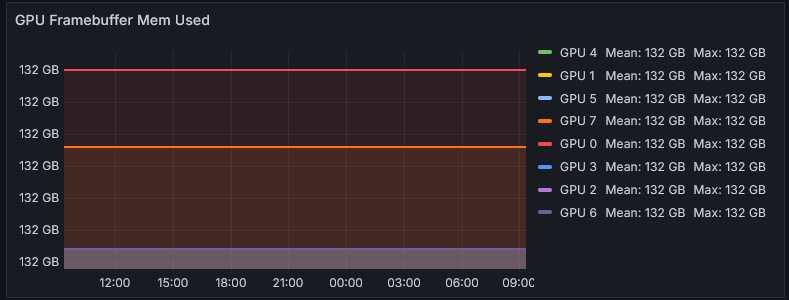 GPU Framebuffer Mem Used
132 GB
132 GB
132 GB
132 GB
132 GB
132 GB
132 GB
12:00 15:00 18:00 21:00 00:00 03:00 06:00 09:00
GPU 4 Mean: 132 GB Max: 132 GB
GPU 1 Mean: 132 GB Max: 132 GB
GPU 5 Mean: 132 GB Max: 132 GB
GPU 7 Mean: 132 GB Max: 132 GB
GPU 0 Mean: 132 GB Max: 132 GB
GPU 3 Mean: 132 GB Max: 132 GB
GPU 2 Mean: 132 GB Max: 132 GB
GPU 6 Mean: 132 GB Max: 132 GB